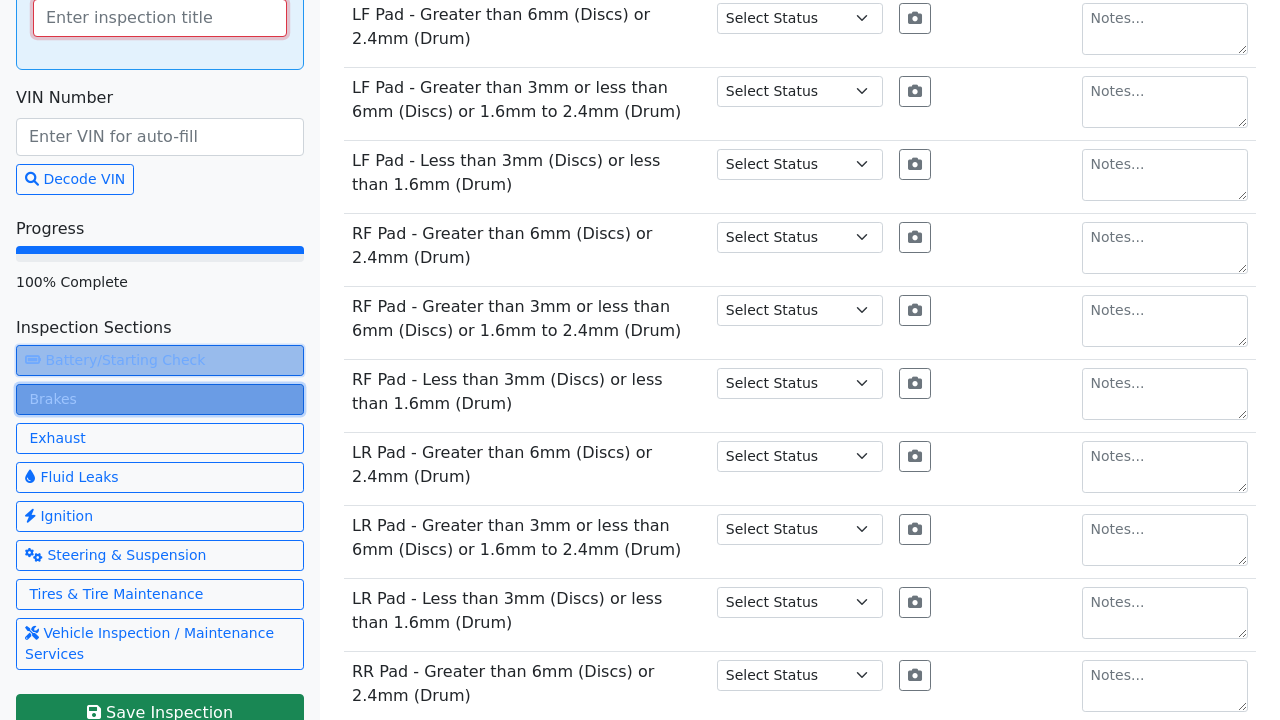 Enter inspection title
VIN Number
Enter VIN for auto-fill
Decode VIN
Progress
100% Complete
Inspection Sections
Battery/Starting Check
Brakes
Exhaust
Fluid Leaks
Ignition
Steering & Suspension
Tires & Tire Maintenance
Vehicle Inspection / Maintenance
Services
Save Inspection
LF Pad - Greater than 6mm (Discs) or
2.4mm (Drum)
Select Status
Notes...
LF Pad - Greater than 3mm or less than
6mm (Discs) or 1.6mm to 2.4mm (Drum)
Select Status
Notes...
LF Pad - Less than 3mm (Discs) or less
than 1.6mm (Drum)
Select Status
Notes...
RF Pad - Greater than 6mm (Discs) or
2.4mm (Drum)
Select Status
Notes...
RF Pad - Greater than 3mm or less than
6mm (Discs) or 1.6mm to 2.4mm (Drum)
Select Status
Notes...
RF Pad - Less than 3mm (Discs) or less
than 1.6mm (Drum)
Select Status
Notes...
LR Pad - Greater than 6mm (Discs) or
2.4mm (Drum)
Select Status
Notes...
LR Pad - Greater than 3mm or less than
6mm (Discs) or 1.6mm to 2.4mm (Drum)
Select Status
Notes...
LR Pad - Less than 3mm (Discs) or less
than 1.6mm (Drum)
Select Status
Notes...
RR Pad - Greater than 6mm (Discs) or
2.4mm (Drum)
Select Status
Notes...